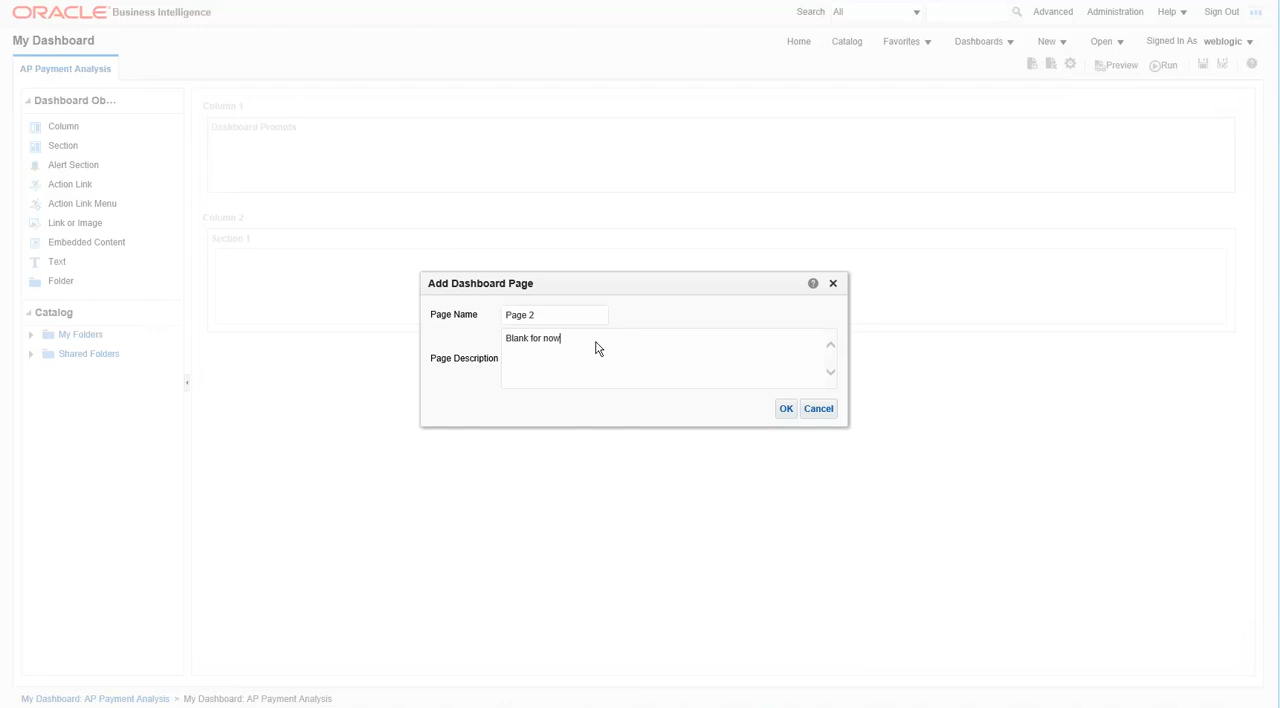 ORACLE Business Intelligence
Search All Advanced Administration Help Sign Out
My Dashboard
Home Catalog Favorites Dashboards New Open Signed In As weblogic
AP Payment Analysis
Preview Run
Dashboard Ob...
Column
Section
Alert Section
Action Link
Action Link Menu
Link or Image
Embedded Content
Text
Folder
Catalog
My Folders
Shared Folders
Column 1
Dashboard Prompts
Column 2
Section 1
Add Dashboard Page
Page Name Page 2
Page Description Blank for now
OK Cancel
My Dashboard: AP Payment Analysis > My Dashboard: AP Payment Analysis